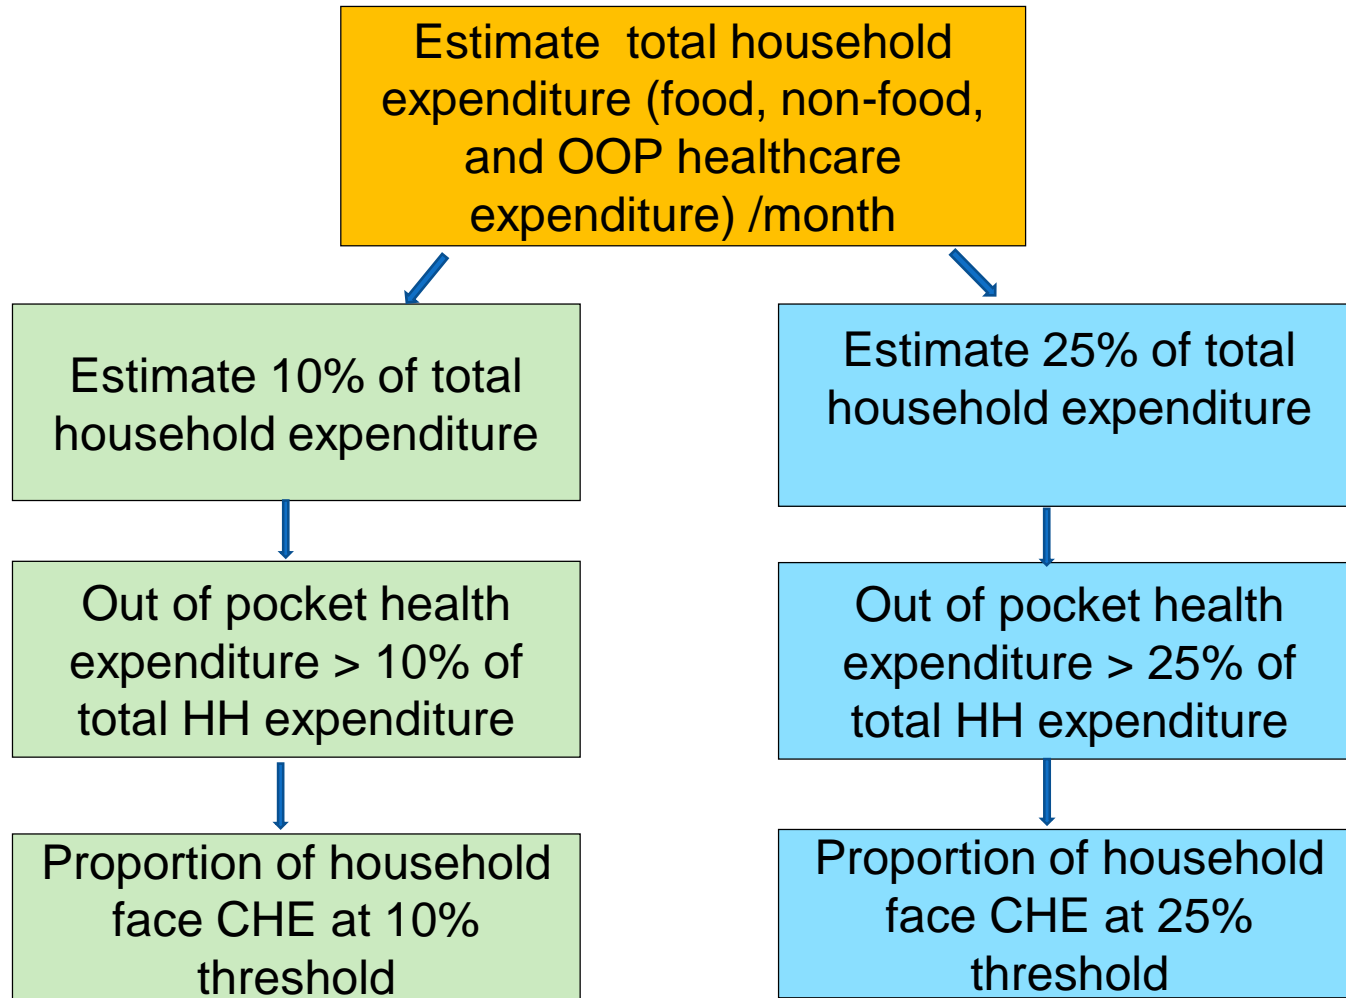 Estimate  total household
expenditure (food, non-food,
and OOP healthcare
expenditure) /month
Estimate 10% of total
household expenditure
Estimate 25% of total
household expenditure
Out of pocket health
expenditure > 10% of
total HH expenditure
Out of pocket health
expenditure > 25% of
total HH expenditure
Proportion of household
face CHE at 10%
threshold
Proportion of household
face CHE at 25%
threshold